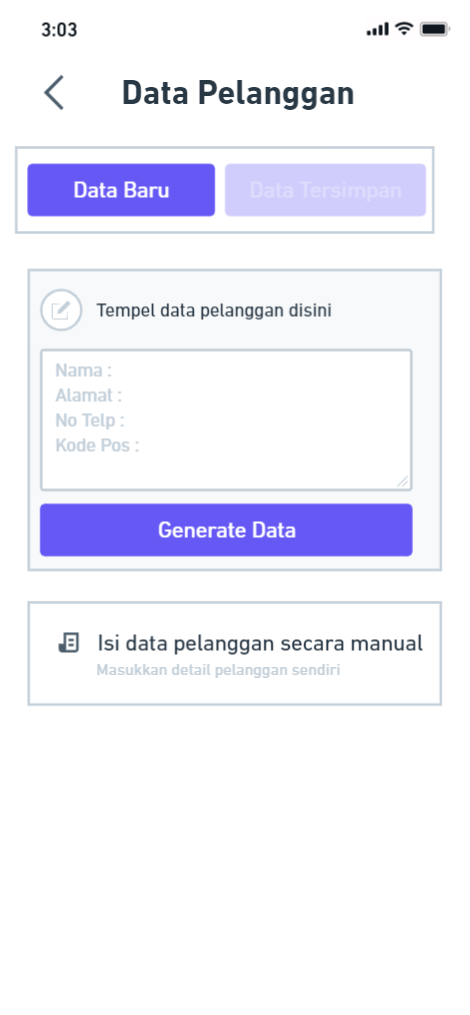 3:03
Data Pelanggan
Data Baru
Data Tersimpan
Tempel data pelanggan disini
Nama :
Alamat :
No Telp :
Kode Pos :
Generate Data
Isi data pelanggan secara manual
Masukkan detail pelanggan sendiri